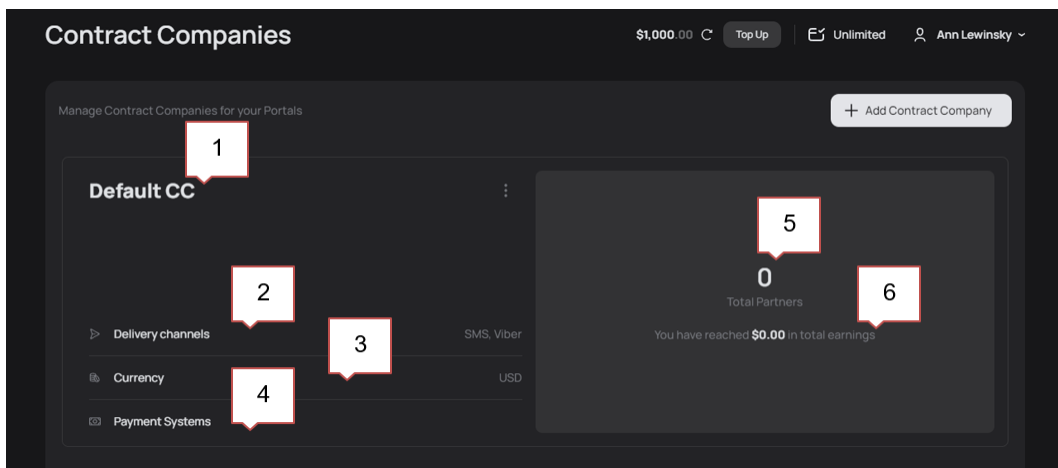 Contract Companies
$1,000.00 Top Up Unlimited Ann Lewinsky
Manage Contract Companies for your Portals
+ Add Contract Company
1
Default CC
5
0
Total Partners
2
6
Delivery channels SMS, Viber
You have reached $0.00 in total earnings
3
Currency USD
4
Payment Systems